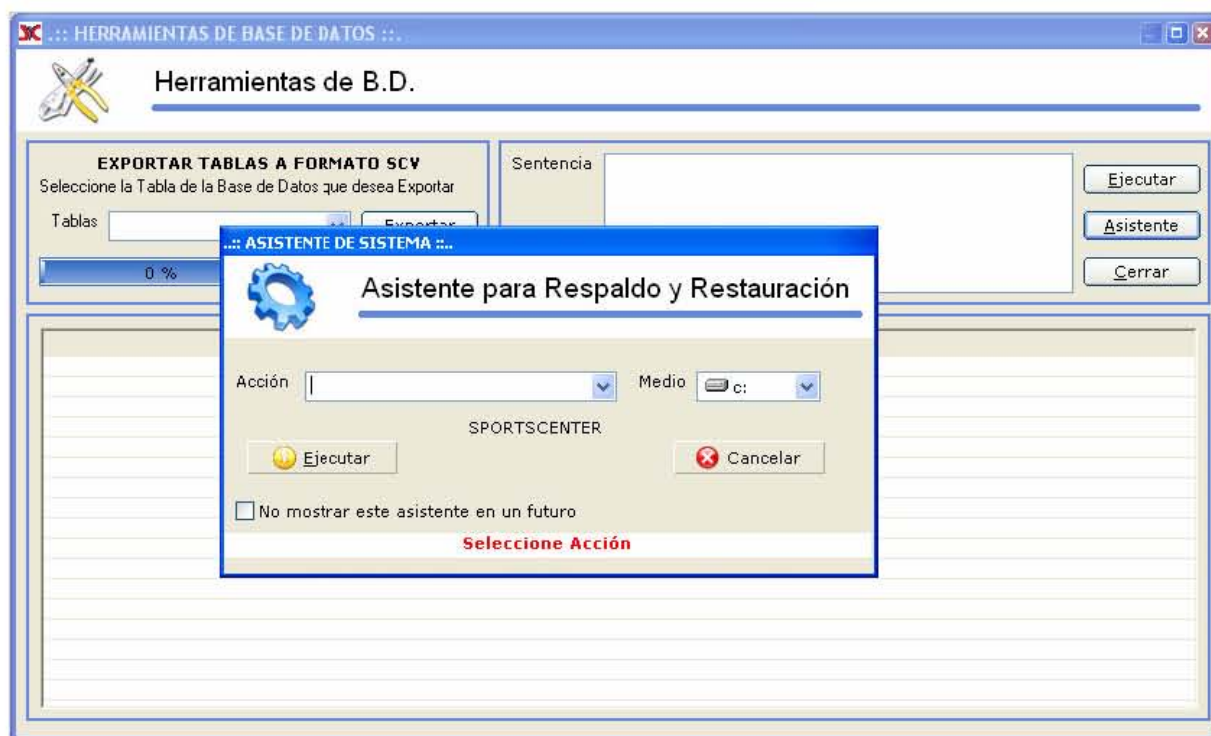 .:: HERRAMIENTAS DE BASE DE DATOS ::.
Herramientas de B.D.
EXPORTAR TABLAS A FORMATO SCV
Seleccione la Tabla de la Base de Datos que desea Exportar
Tablas
Exportar
0 %
Sentencia
Ejecutar
Asistente
Cerrar
..:: ASISTENTE DE SISTEMA ::..
Asistente para Respaldo y Restauración
Acción
Medio c:
SPORTSCENTER
Ejecutar
Cancelar
No mostrar este asistente en un futuro
Seleccione Acción